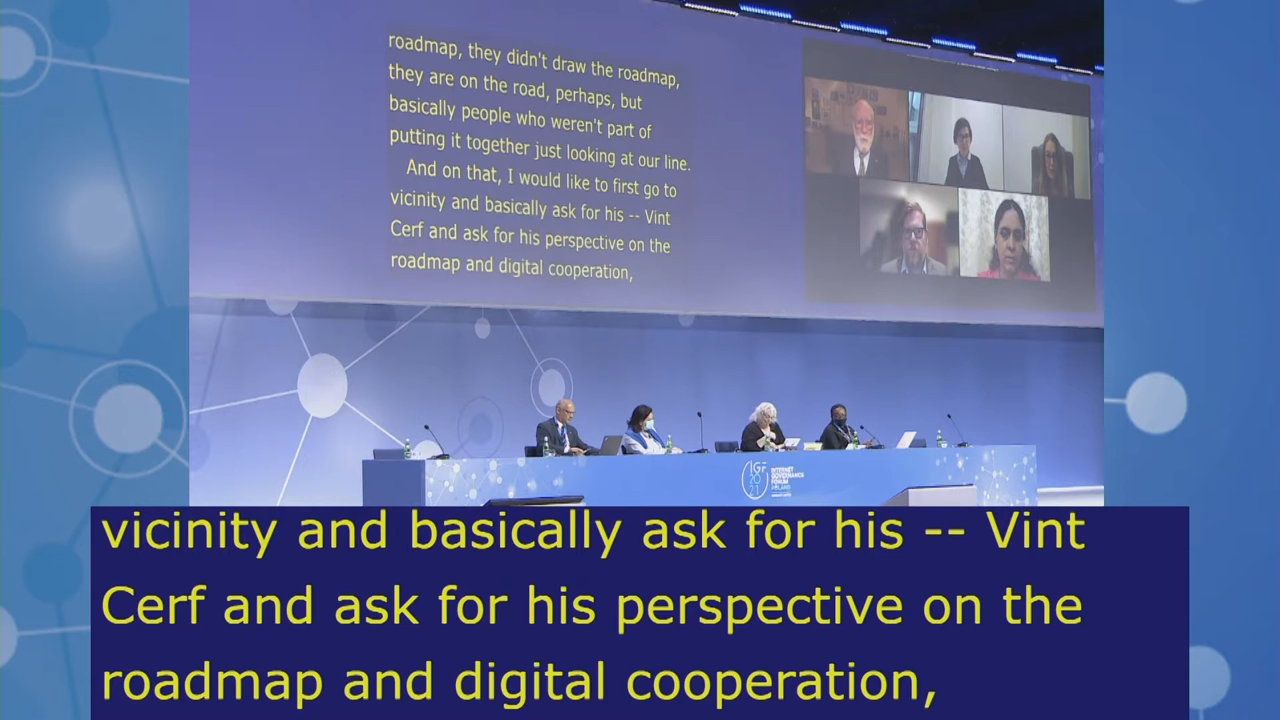 roadmap, they didn't draw the roadmap,
they are on the road, perhaps, but
basically people who weren't part of
putting it together just looking at our line.
And on that, I would like to first go to
vicinity and basically ask for his -- Vint
Cerf and ask for his perspective on the
roadmap and digital cooperation,
IGF
20
21
INTERNET
GOVERNANCE
FORUM
POLAND
vicinity and basically ask for his -- Vint
Cerf and ask for his perspective on the
roadmap and digital cooperation,